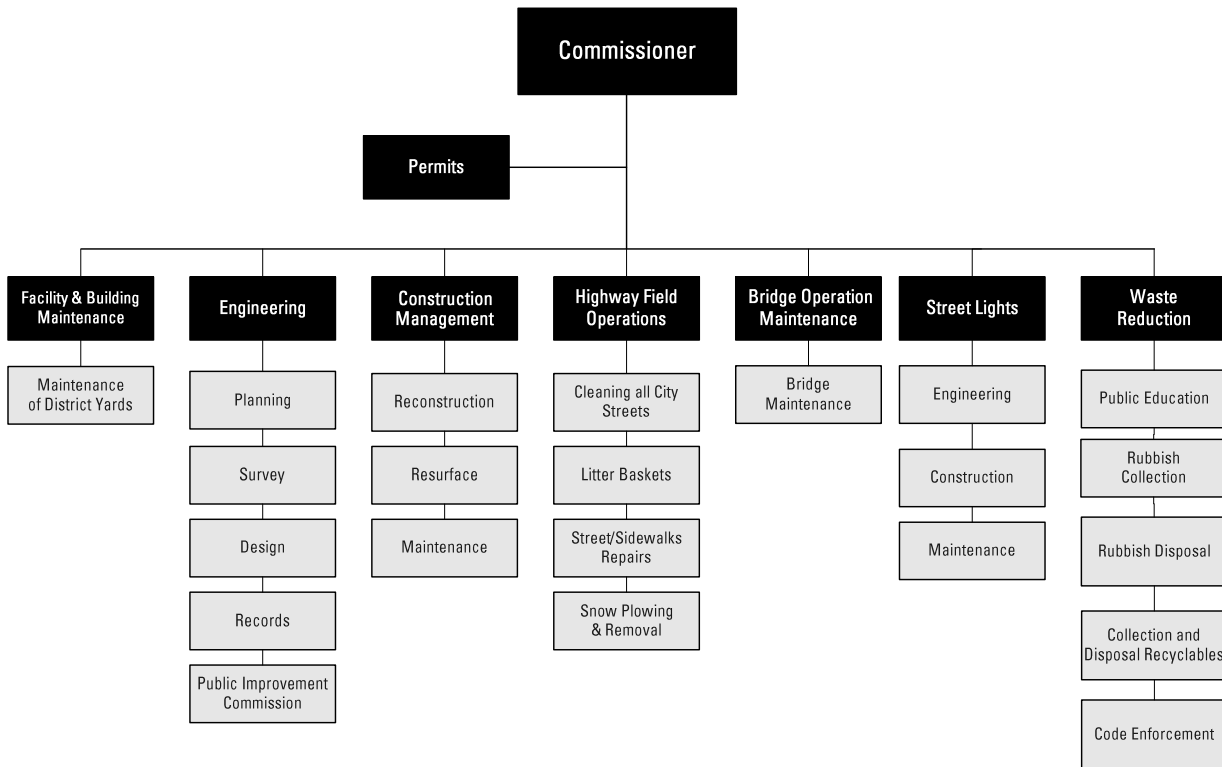 Commissioner
Permits
Facility & Building
Maintenance
Engineering
Construction
Management
Highway Field
Operations
Bridge Operation
Maintenance
Street Lights
Waste
Reduction
Maintenance
of District Yards
Planning
Survey
Design
Records
Public Improvement
Commission
Reconstruction
Resurface
Maintenance
Cleaning all City
Streets
Litter Baskets
Street/Sidewalks
Repairs
Snow Plowing
& Removal
Bridge
Maintenance
Engineering
Construction
Maintenance
Public Education
Rubbish
Collection
Rubbish Disposal
Collection and
Disposal Recyclables
Code Enforcement